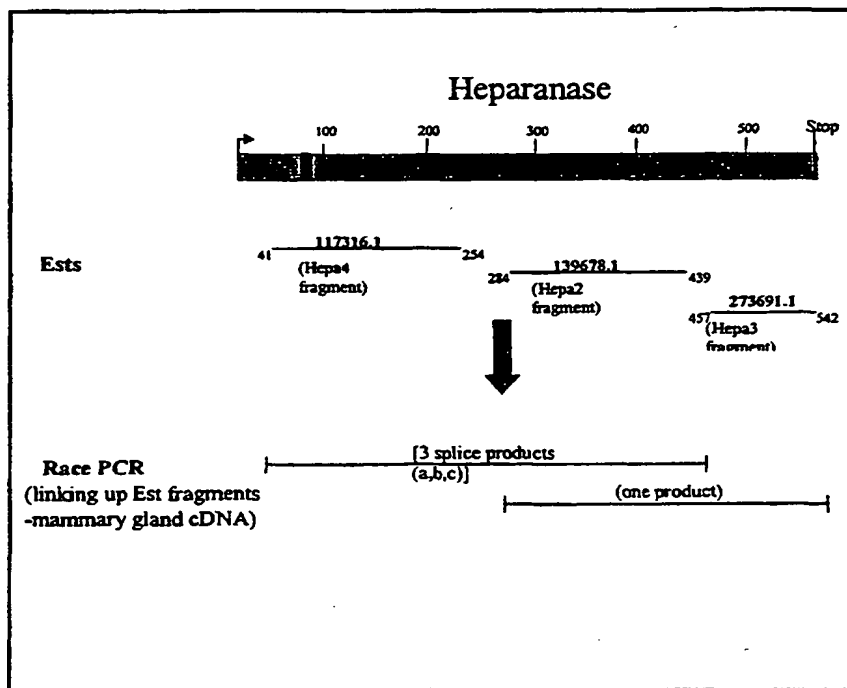 Heparanase
100 200 300 400 500 Stop
Ests
41 117316.1 254
(Hepa4
fragment)
284 139678.1 439
(Hepa2
fragment)
273691.1
457 542
(Hepa3
fragment)
Race PCR
(linking up Est fragments
-mammary gland cDNA)
[3 splice products
(a,b,c)]
(one product)